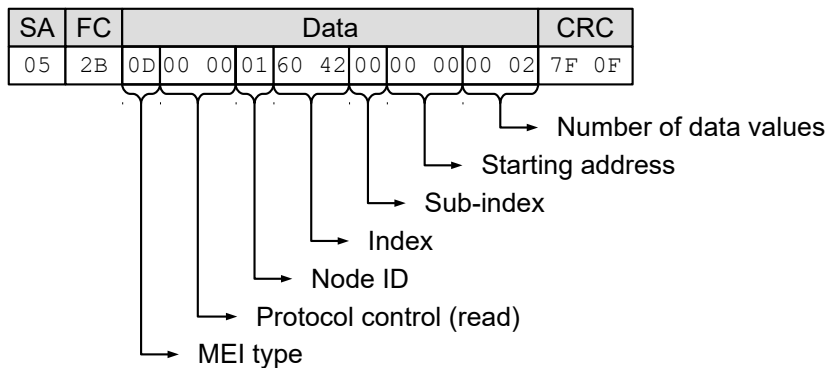 SA FC Data CRC
05 2B 0D 00 00 01 60 42 00 00 00 00 02 7F 0F
Number of data values
Starting address
Sub-index
Index
Node ID
Protocol control (read)
MEI type